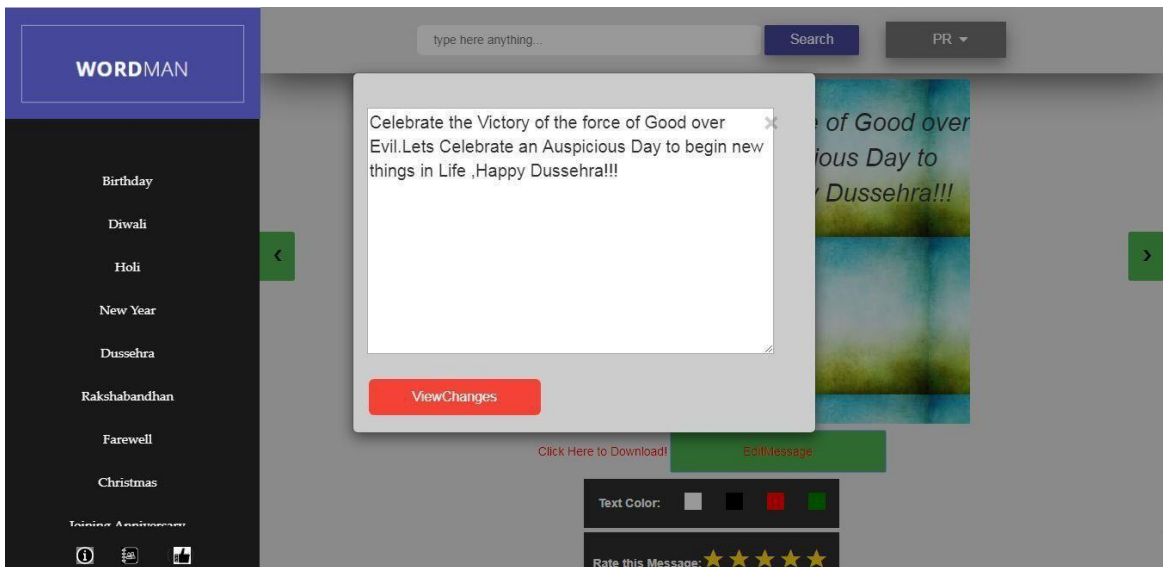 WORDMAN
type here anything...
Search
PR
Birthday
Diwali
Holi
New Year
Dussehra
Rakshabandhan
Farewell
Christmas
Joining Anniversary
Celebrate the Victory of the force of Good over
Evil.Lets Celebrate an Auspicious Day to begin new
things in Life ,Happy Dussehra!!!
×
ViewChanges
of Good over
Day to
Dussehra!!!
Click Here to Download!
EditMessage
Text Color:
Rate this Message: